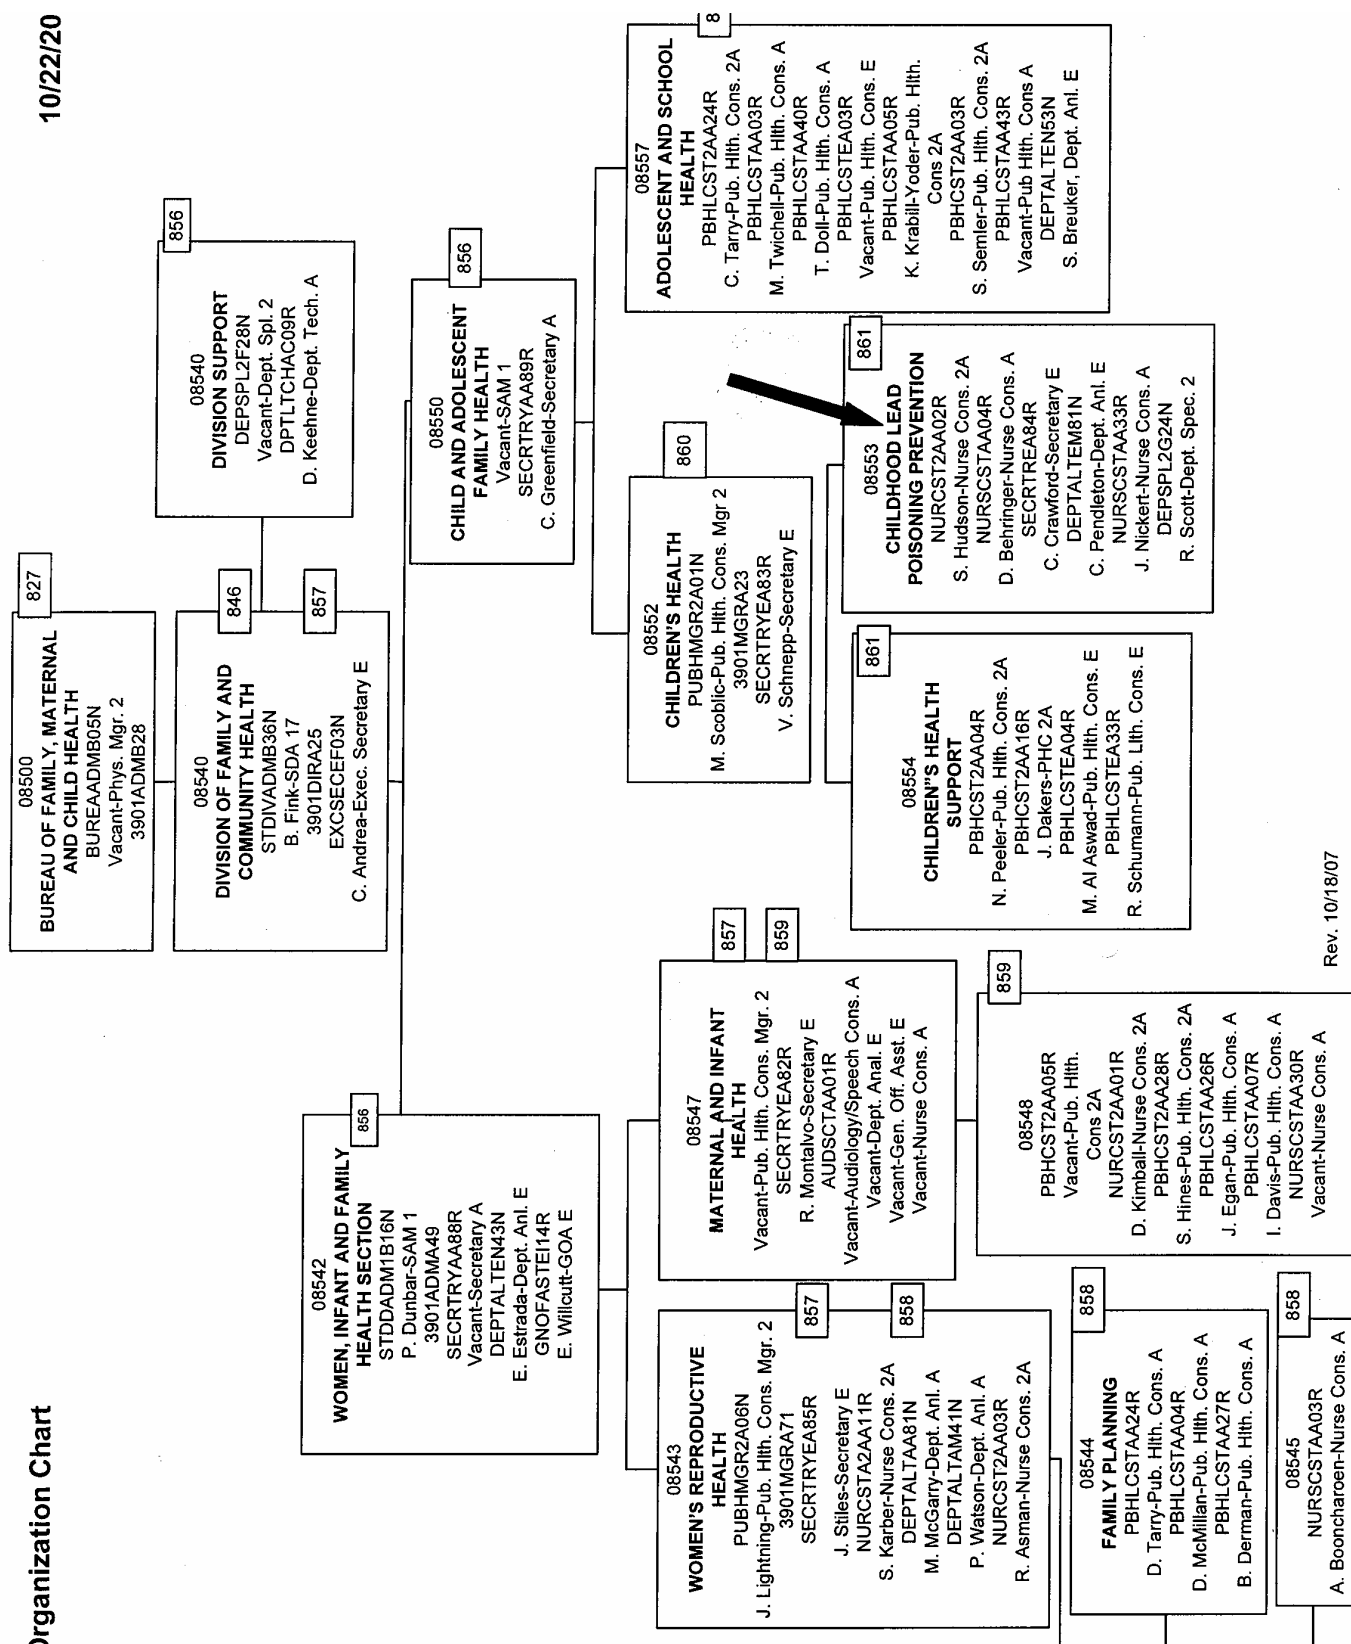 Organization Chart
10/22/20
827
08500
BUREAU OF FAMILY, MATERNAL
AND CHILD HEALTH
BUREAADMB05N
Vacant-Phys. Mgr. 2
3901ADMB28
846
857
08540
DIVISION OF FAMILY AND
COMMUNITY HEALTH
STDIVADMB36N
B. Fink-SDA 17
3901DIRA25
EXCSECEF03N
C. Andrea-Exec. Secretary E
856
08540
DIVISION SUPPORT
DEPSPL2F28N
Vacant-Dept. Spl. 2
DPTLTCHAC09R
D. Keehne-Dept. Tech. A
856
08542
WOMEN, INFANT AND FAMILY
HEALTH SECTION
STDDADM1B16N
P. Dunbar-SAM 1
3901ADMA49
SECRTRYAA88R
Vacant-Secretary A
DEPTALTEN43N
E. Estrada-Dept. Anl. E
GNOFASTEI14R
E. Willcutt-GOA E
856
08550
CHILD AND ADOLESCENT
FAMILY HEALTH
Vacant-SAM 1
SECRTRYAA89R
C. Greenfield-Secretary A
857
858
08543
WOMEN'S REPRODUCTIVE
HEALTH
PUBHMGR2A06N
J. Lightning-Pub. Hlth. Cons. Mgr. 2
3901MGRA71
SECRTRYEA85R
J. Stiles-Secretary E
NURCSTA2AA11R
S. Karber-Nurse Cons. 2A
DEPTALTAA81N
M. McGarry-Dept. Anl. A
DEPTALTAM41N
P. Watson-Dept. Anl. A
NURCST2AA03R
R. Asman-Nurse Cons. 2A
857
859
08547
MATERNAL AND INFANT
HEALTH
Vacant-Pub. Hlth. Cons. Mgr. 2
SECRTRYEA82R
R. Montalvo-Secretary E
AUDSCTAA01R
Vacant-Audiology/Speech Cons. A
Vacant-Dept. Anal. E
Vacant-Gen. Off. Asst. E
Vacant-Nurse Cons. A
860
08552
CHILDREN'S HEALTH
PUBHMGR2A01N
M. Scoblic-Pub. Hlth. Cons. Mgr 2
3901MGRA23
SECRTRYEA83R
V. Schnepp-Secretary E
8
08557
ADOLESCENT AND SCHOOL
HEALTH
PBHLCST2AA24R
C. Tarry-Pub. Hlth. Cons. 2A
PBHLCSTAA03R
M. Twichell-Pub. Hlth. Cons. A
PBHLCSTAA40R
T. Doll-Pub. Hlth. Cons. A
PBHLCSTEA03R
Vacant-Pub. Hlth. Cons. E
PBHLCSTAA05R
K. Krabill-Yoder-Pub. Hlth.
Cons 2A
PBHCST2AA03R
S. Semler-Pub. Hlth. Cons. 2A
PBHLCSTAA43R
Vacant-Pub Hlth Cons A
DEPTALTEN53N
S. Breuker, Dept. Anl. E
861
08554
CHILDREN"S HEALTH
SUPPORT
PBHCST2AA04R
N. Peeler-Pub. Hlth. Cons. 2A
PBHCST2AA16R
J. Dakers-PHC 2A
PBHLCSTEA04R
M. Al Aswad-Pub. Hlth. Cons. E
PBHLCSTEA33R
R. Schumann-Pub. Llth. Cons. E
861
08553
CHILDHOOD LEAD
POISONING PREVENTION
NURCST2AA02R
S. Hudson-Nurse Cons. 2A
NURSCSTAA04R
D. Behringer-Nurse Cons. A
SECRTREA84R
C. Crawford-Secretary E
DEPTALTEM81N
C. Pendleton-Dept. Anl. E
NURSCSTAA33R
J. Nickert-Nurse Cons. A
DEPSPL2G24N
R. Scott-Dept. Spec. 2
859
08548
PBHCST2AA05R
Vacant-Pub. Hlth.
Cons 2A
NURCST2AA01R
D. Kimball-Nurse Cons. 2A
PBHCST2AA28R
S. Hines-Pub. Hlth. Cons. 2A
PBHLCSTAA26R
J. Egan-Pub. Hlth. Cons. A
PBHLCSTAA07R
I. Davis-Pub. Hlth. Cons. A
NURSCSTAA30R
Vacant-Nurse Cons. A
858
08544
FAMILY PLANNING
PBHLCSTAA24R
D. Tarry-Pub. Hlth. Cons. A
PBHLCSTAA04R
D. McMillan-Pub. Hlth. Cons. A
PBHLCSTAA27R
B. Derman-Pub. Hlth. Cons. A
858
08545
NURSCSTAA03R
A. Booncharoen-Nurse Cons. A
Rev. 10/18/07